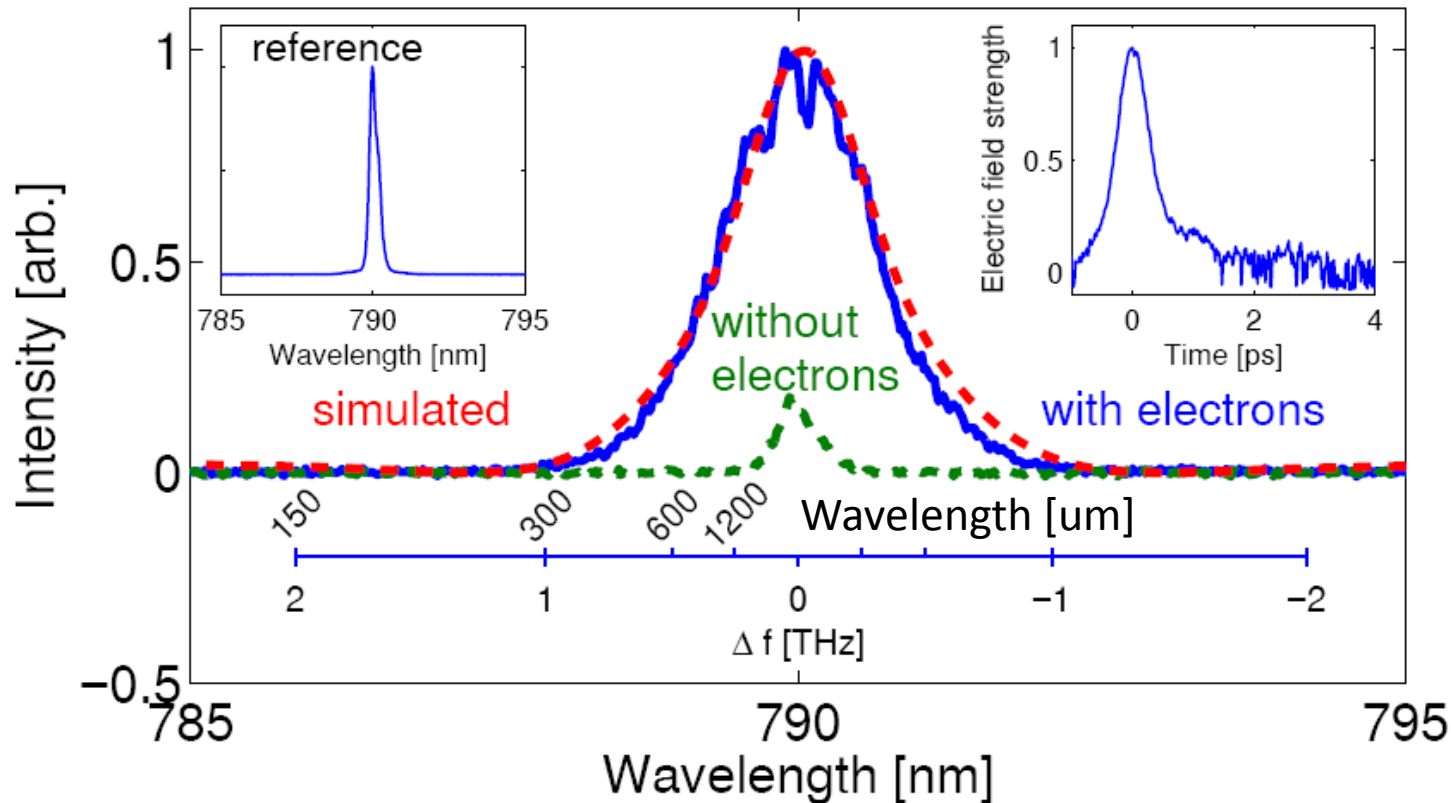 Intensity [arb.]
1
0.5
0
−0.5
reference
785 790 795
Wavelength [nm]
Electric field strength
1
0.5
0
0 2 4
Time [ps]
without
electrons
simulated
with electrons
150 300 600 1200 Wavelength [um]
2 1 0 −1 −2
Δ f [THz]
785 790 795
Wavelength [nm]